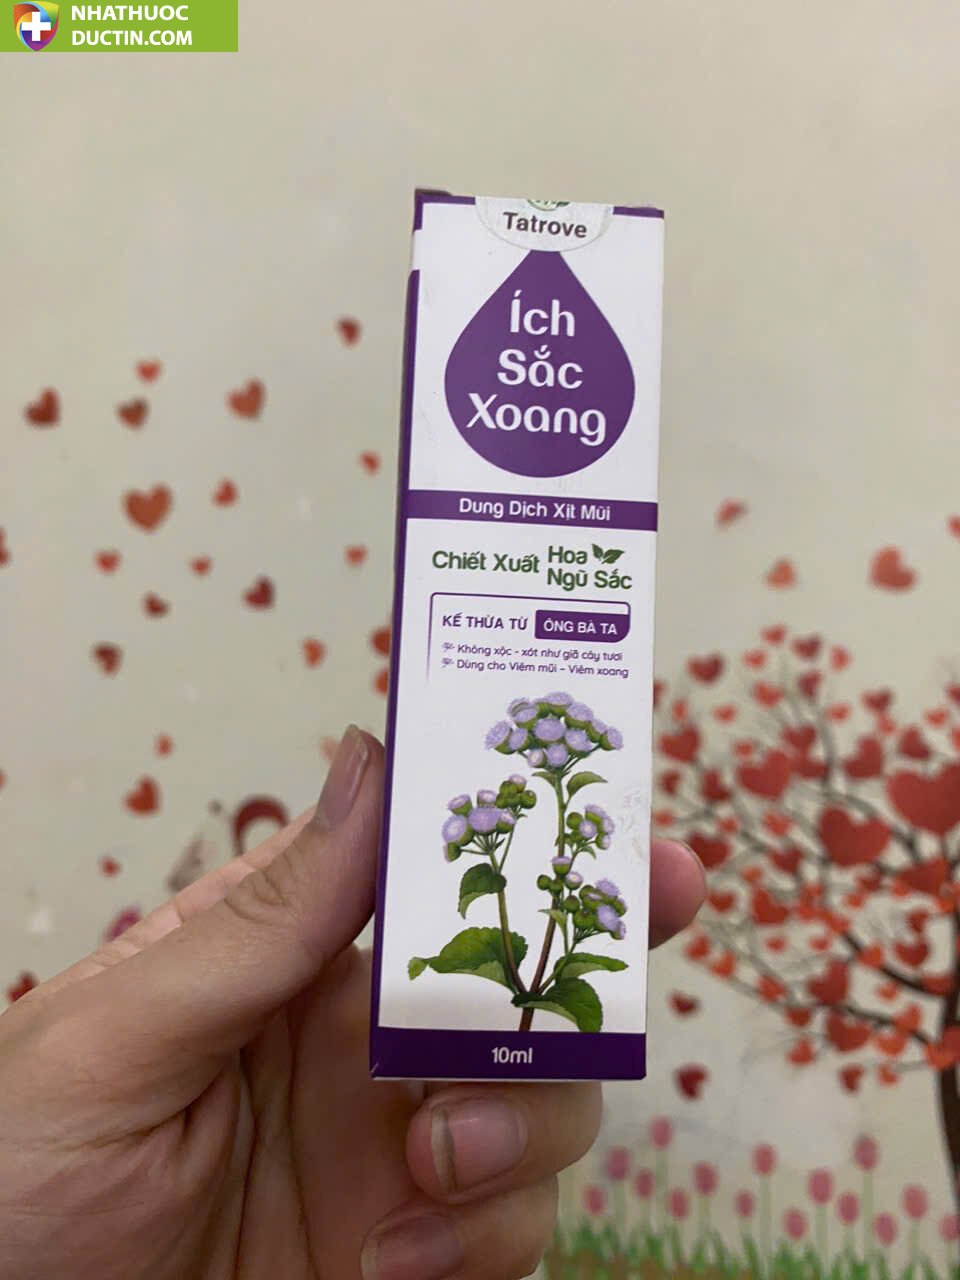 NHATHUOC
DUCTIN.COM
Tatrove
Ích
Sắc
Xoang
Dung Dịch Xịt Mũi
Chiết Xuất Hoa
Ngũ Sắc
KẾ THỪA TỪ ÔNG BÀ TA
Không xộc - xót như giã cây tươi
Dùng cho Viêm mũi - Viêm xoang
10ml